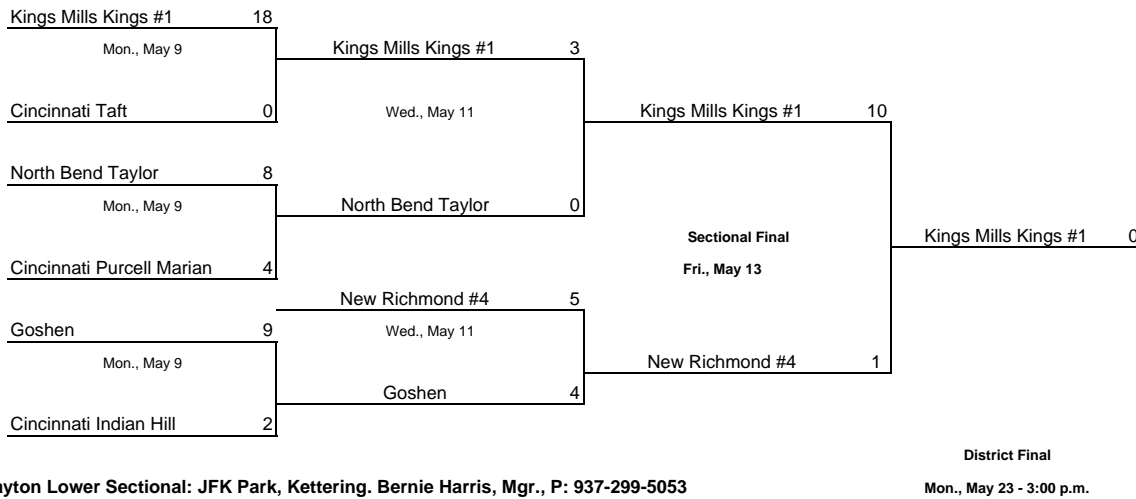 Kings Mills Kings #1 18
Mon., May 9
Kings Mills Kings #1 3
Cincinnati Taft 0
Wed., May 11
Kings Mills Kings #1 10
North Bend Taylor 8
Mon., May 9
North Bend Taylor 0
Sectional Final
Kings Mills Kings #1 0
Cincinnati Purcell Marian 4
Fri., May 13
New Richmond #4 5
Goshen 9
Wed., May 11
Mon., May 9
New Richmond #4 1
Goshen 4
Cincinnati Indian Hill 2
District Final
ayton Lower Sectional: JFK Park, Kettering. Bernie Harris, Mgr., P: 937-299-5053
Mon., May 23 - 3:00 p.m.